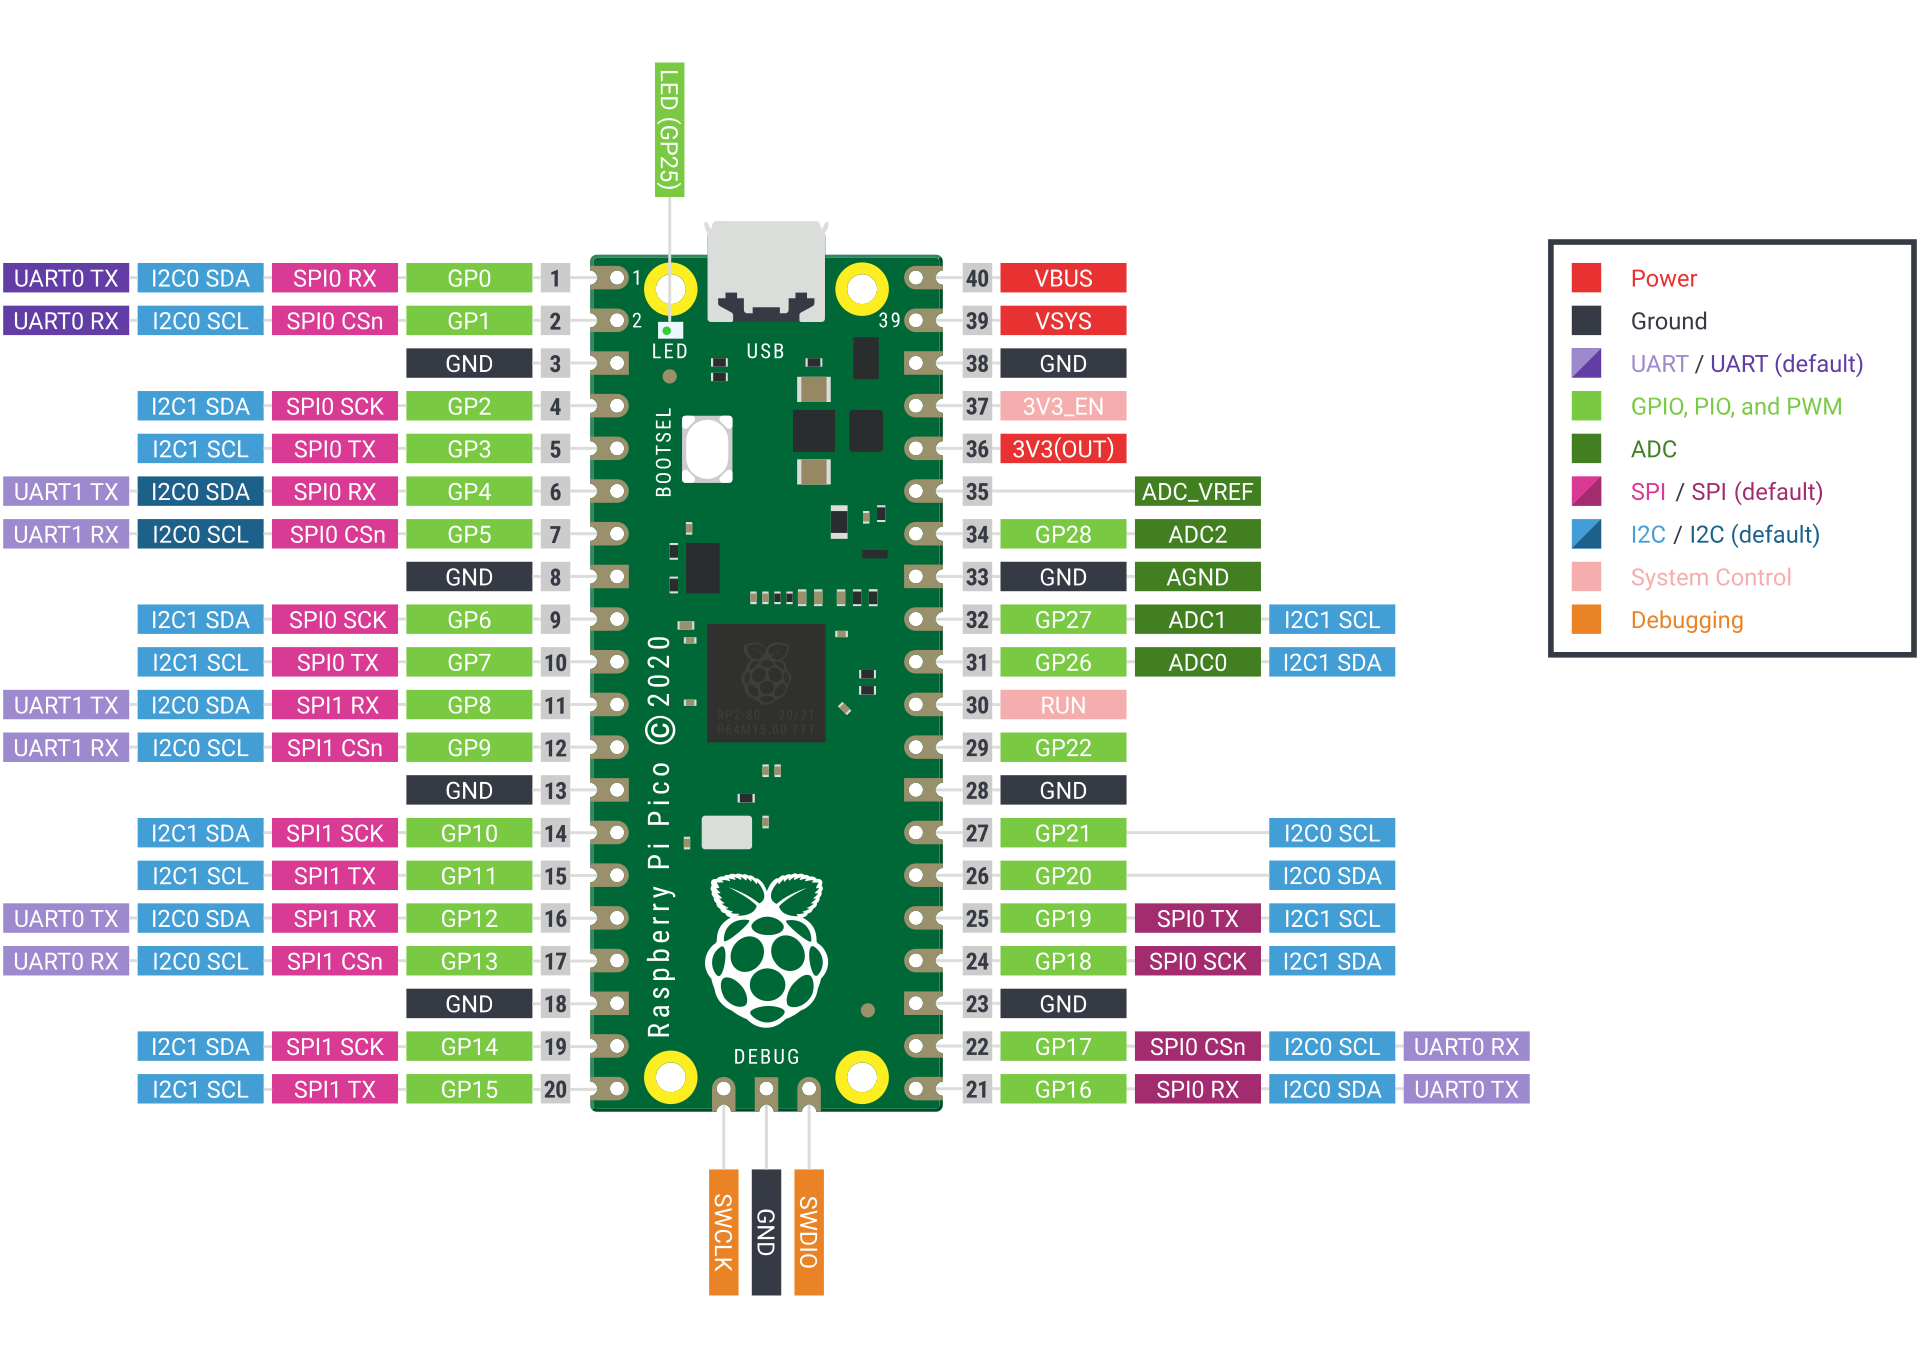 LED (GP25)
UART0 TX I2C0 SDA SPI0 RX GP0 1 1 40 VBUS
UART0 RX I2C0 SCL SPI0 CSn GP1 2 2 39 39 VSYS
GND 3 LED USB 38 GND
I2C1 SDA SPI0 SCK GP2 4 37 3V3_EN
I2C1 SCL SPI0 TX GP3 5 BOOTSEL 36 3V3(OUT)
UART1 TX I2C0 SDA SPI0 RX GP4 6 35 ADC_VREF
UART1 RX I2C0 SCL SPI0 CSn GP5 7 34 GP28 ADC2
GND 8 33 GND AGND
I2C1 SDA SPI0 SCK GP6 9 32 GP27 ADC1 I2C1 SCL
I2C1 SCL SPI0 TX GP7 10 31 GP26 ADC0 I2C1 SDA
UART1 TX I2C0 SDA SPI1 RX GP8 11 30 RUN
RP2-B0 20/21
P64M15.00 TTT
UART1 RX I2C0 SCL SPI1 CSn GP9 12 29 GP22
GND 13 28 GND
I2C1 SDA SPI1 SCK GP10 14 27 GP21 I2C0 SCL
I2C1 SCL SPI1 TX GP11 15 26 GP20 I2C0 SDA
Raspberry Pi Pico ©2020
UART0 TX I2C0 SDA SPI1 RX GP12 16 25 GP19 SPI0 TX I2C1 SCL
UART0 RX I2C0 SCL SPI1 CSn GP13 17 24 GP18 SPI0 SCK I2C1 SDA
GND 18 23 GND
I2C1 SDA SPI1 SCK GP14 19 DEBUG 22 GP17 SPI0 CSn I2C0 SCL UART0 RX
I2C1 SCL SPI1 TX GP15 20 21 GP16 SPI0 RX I2C0 SDA UART0 TX
SWCLK GND SWDIO
Power
Ground
UART / UART (default)
GPIO, PIO, and PWM
ADC
SPI / SPI (default)
I2C / I2C (default)
System Control
Debugging